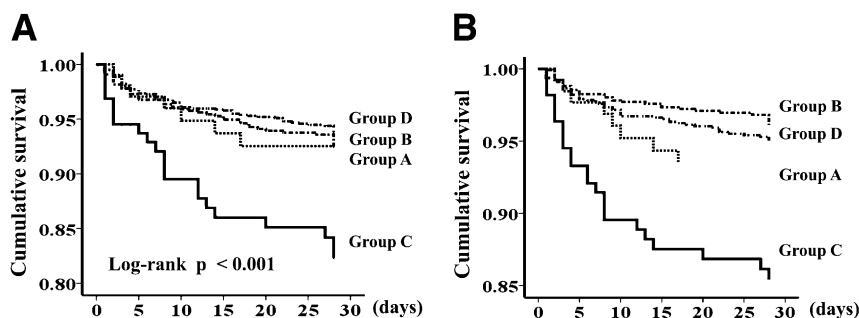 A
Cumulative survival
1.00
0.95
0.90
0.85
0.80
Group D
Group B
Group A
Group C
Log-rank p < 0.001
0 5 10 15 20 25 30 (days)
B
Cumulative survival
1.00
0.95
0.90
0.85
Group B
Group D
Group A
Group C
0 5 10 15 20 25 30 (days)